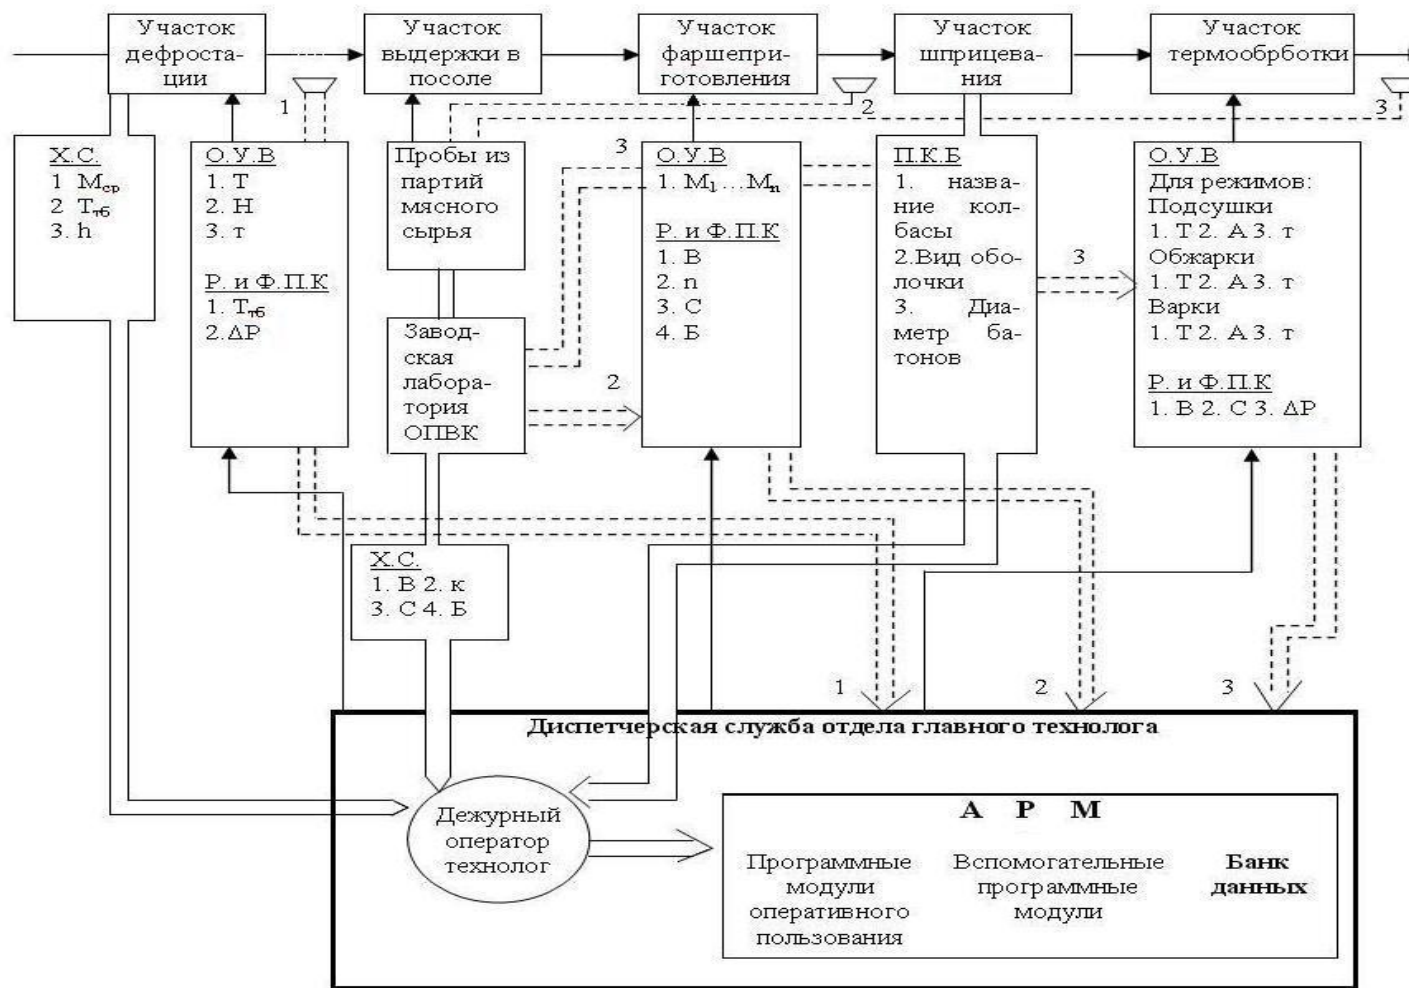 Участок
дефроста-
ции
Участок
выдержки в
посоле
Участок
фаршепри-
готовления
Участок
шприцева-
ния
Участок
термообрботки
1
2
3
Х.С.
1 Mср
2 Tтб
3. h
О.У.В
1. Т
2. Н
3. т
Р. и Ф.П.К
1. Tтб
2.ΔР
Пробы из
партий
мясного
сырья
Завод-
ская
лабора-
тория
ОПВК
3
2
О.У.В
1. M1 ...Mn
Р. и Ф.П.К
1. В
2. п
3. С
4. Б
П.К.Б
1. назва-
ние кол-
басы
2.Вид обо-
лочки
3. Диа-
метр ба-
тонов
3
О.У.В
Для режимов:
Подсушки
1. Т 2. А 3. т
Обжарки
1. Т 2. А 3. т
Варки
1. Т 2. А 3. т
Р. и Ф.П.К
1. В 2. С 3. ΔР
Х.С.
1. В 2. к
3. С 4. Б
1
2
3
Диспетчерская служба отдела главного технолога
Дежурный
оператор
технолог
А Р М
Программные
модули
оперативного
пользования
Вспомогательные
программные
модули
Банк
данных